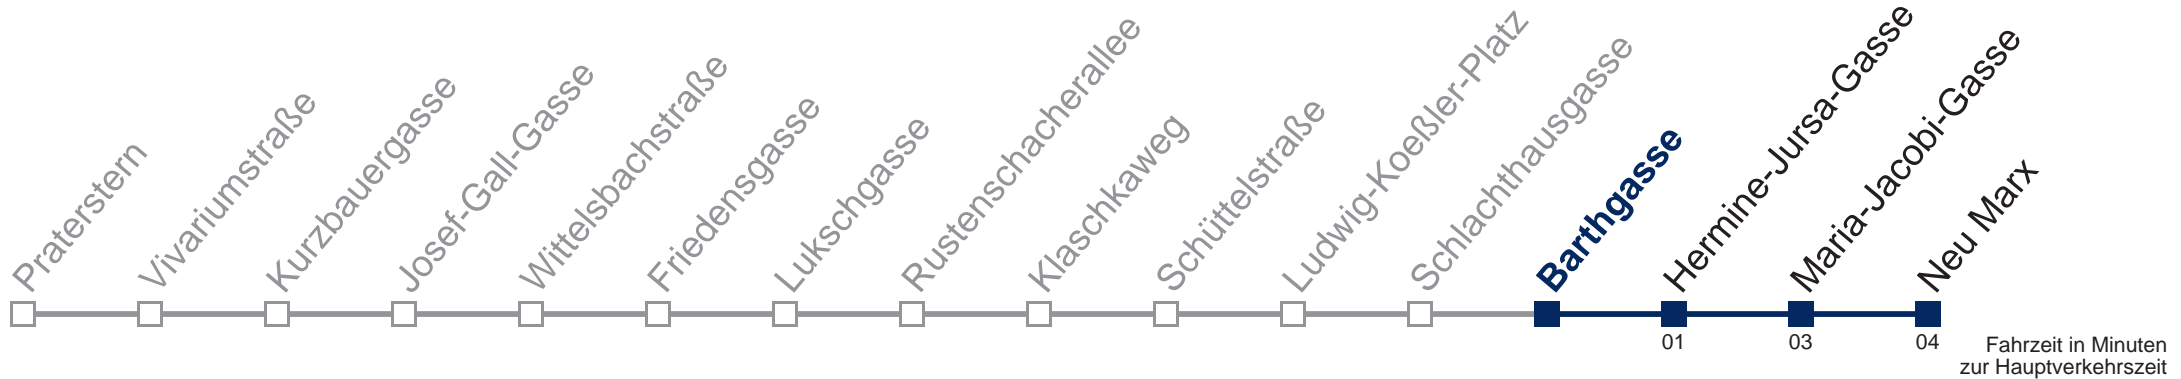 Praterstern
Vivariumstraße
Kurzbauergasse
Josef-Gall-Gasse
Wittelsbachstraße
Friedensgasse
Lukschgasse
Rustenschacherallee
Klaschkaweg
Schüttelstraße
Ludwig-Koeßler-Platz
Schlachthausgasse
Barthgasse
Hermine-Jursa-Gasse
Maria-Jacobi-Gasse
Neu Marx
01
03
04
Fahrzeit in Minuten
zur Hauptverkehrszeit